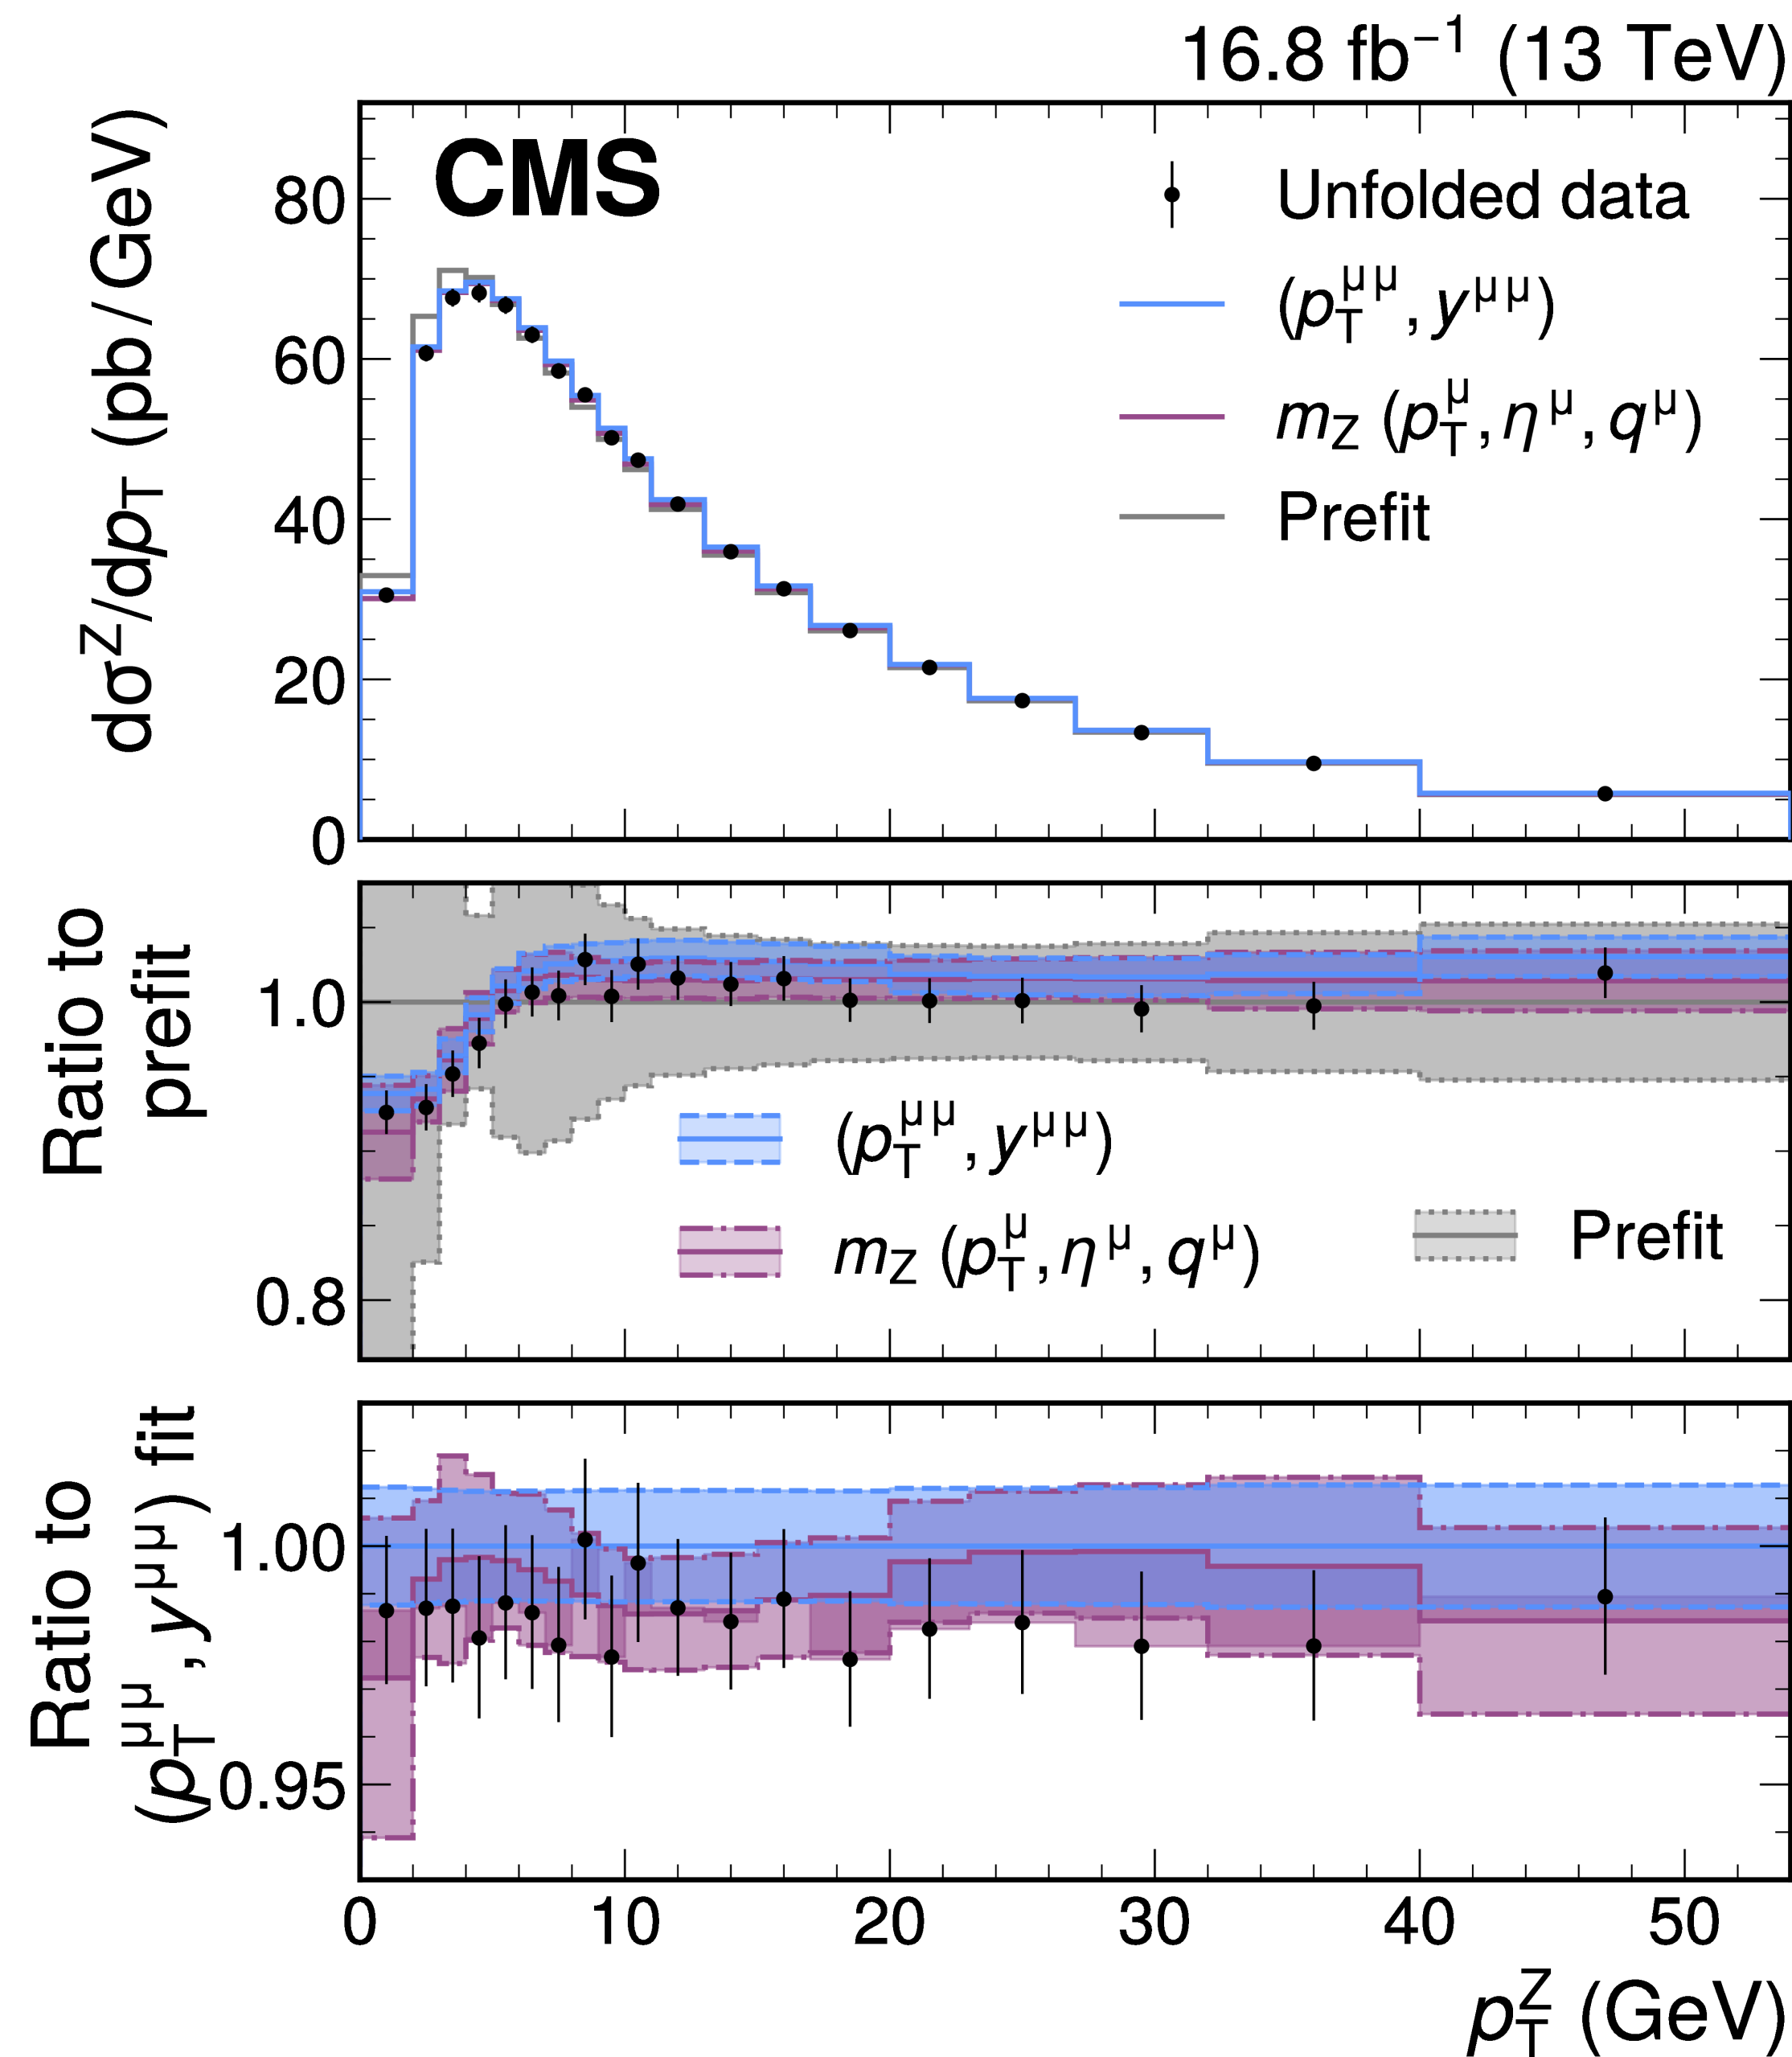 16.8 fb⁻¹ (13 TeV)
CMS
dσ^Z/dp_T (pb/GeV)
80
60
40
20
0
Unfolded data
(p_T^μμ, y^μμ)
m_Z (p_T^μ, η^μ, q^μ)
Prefit
Ratio to
prefit
1.0
0.8
(p_T^μμ, y^μμ)
m_Z (p_T^μ, η^μ, q^μ)
Prefit
Ratio to
(p_T^μμ, y^μμ) fit
1.00
0.95
0 10 20 30 40 50
p_T^Z (GeV)